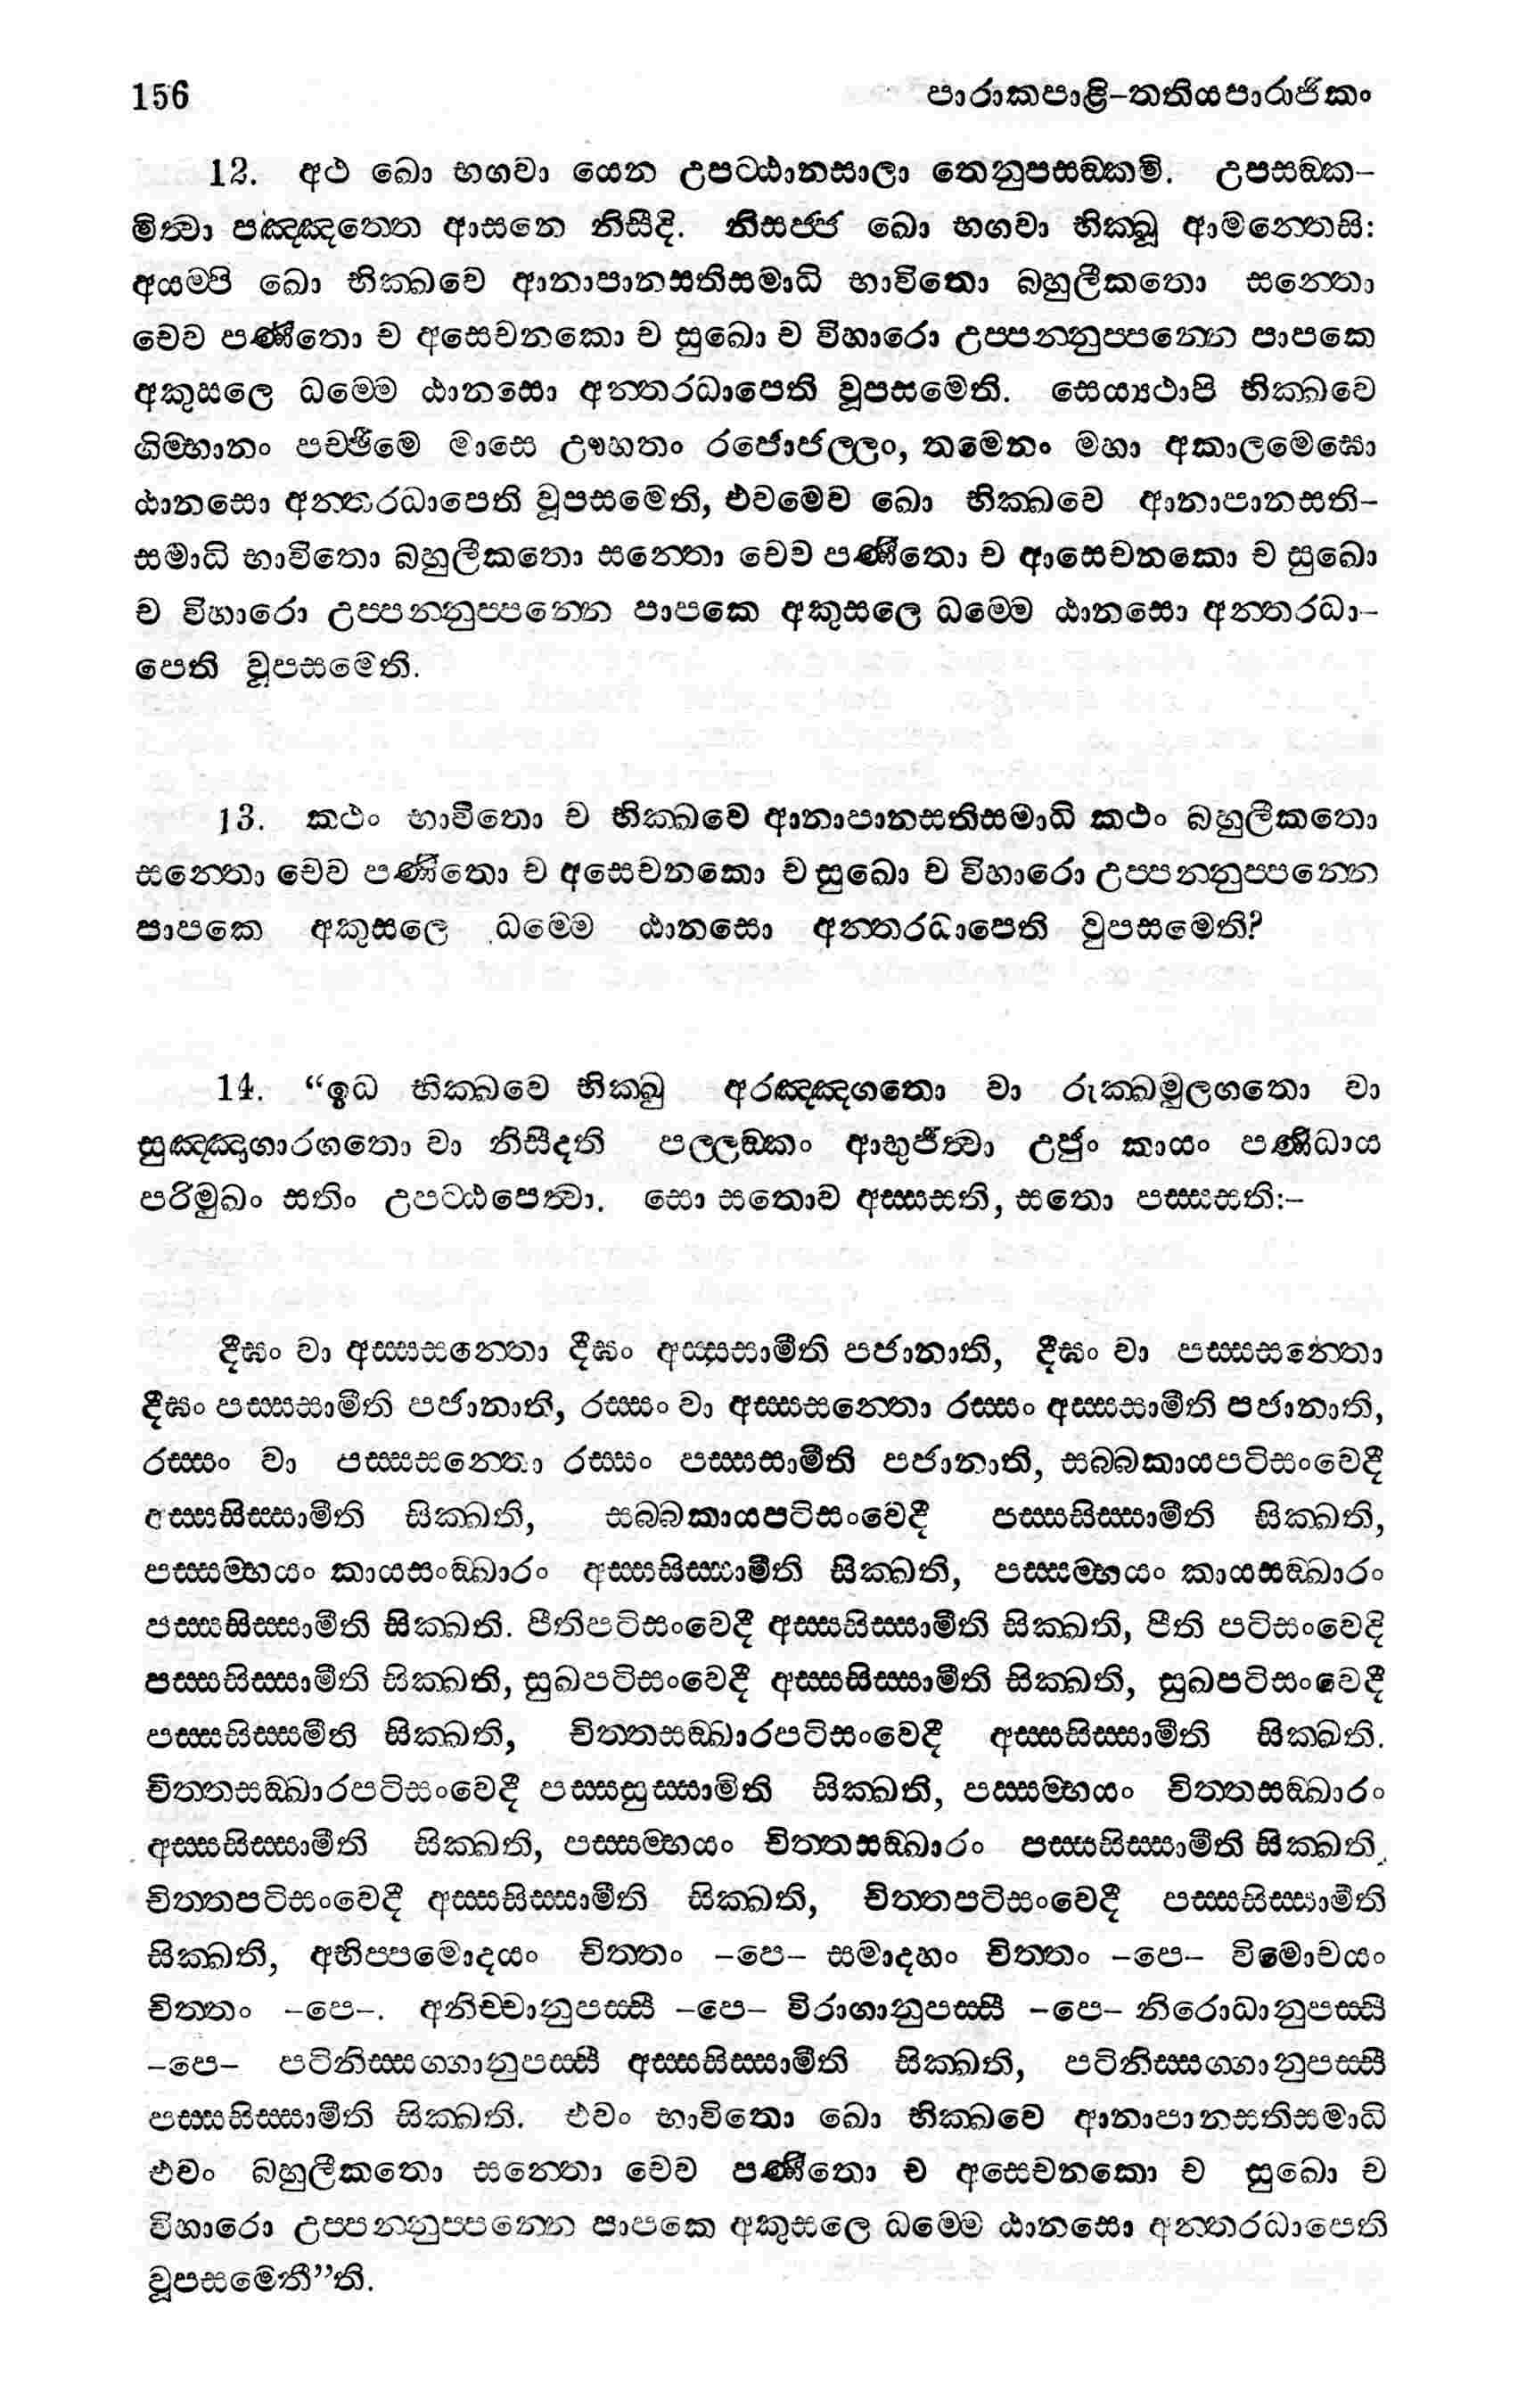 156 පාරාකපාළි–තතියපාරාජිකං
12. අථ ඛො භගවා යෙන උපට්ඨානසාලා තෙනුපසඞ්කමි. උපසඞ්ක–
මිත්වා පඤ්ඤත්තෙ ආසනෙ නිසීදි. නිසජ්ජ ඛො භගවා භික්ඛූ ආමන්තෙසි:
අයම්පි ඛො භික්ඛවෙ ආනාපානසතිසමාධි භාවිතො බහුලීකතො සන්තො
චෙව පණීතො ච අසෙචනකො ච සුඛො ච විහාරො උප්පන්නුප්පන්නෙ පාපකෙ
අකුසලෙ ධම්මෙ ඨානසො අන්තරධාපෙති වූපසමෙති. සෙය්‍යථාපි භික්ඛවෙ
ගිම්හානං පච්ඡිමෙ මාසෙ ඌහතං රජොජල්ලං, තමෙනං මහා අකාලමෙඝො
ඨානසො අන්තරධාපෙති වූපසමෙති, එවමෙව ඛො භික්ඛවෙ ආනාපානසති–
සමාධි භාවිතො බහුලීකතො සන්තො චෙව පණීතො ච ආසෙචනකො ච සුඛො
ච විහාරො උප්පන්නුප්පන්නෙ පාපකෙ අකුසලෙ ධම්මෙ ඨානසො අන්තරධා–
පෙති වූපසමෙති.
13. කථං භාවිතො ච භික්ඛවෙ ආනාපානසතිසමාධි කථං බහුලීකතො
සන්තො චෙව පණීතො ච අසෙචනකො ච සුඛො ච විහාරො උප්පන්නුප්පන්නෙ
පාපකෙ අකුසලෙ ධම්මෙ ඨානසො අන්තරධාපෙති වුපසමෙති?
14. “ඉධ භික්ඛවෙ භික්ඛු අරඤ්ඤගතො වා රුක්ඛමුලගතො වා
සුඤ්ඤාගාරගතො වා නිසීදති පල්ලඞ්කං ආභුජිත්වා උජුං කායං පණිධාය
පරිමුඛං සතිං උපට්ඨපෙත්වා. සො සතොව අස්සසති, සතො පස්සසති:–
දීඝං වා අස්සසන්තො දීඝං අස්සසාමීති පජානාති, දීඝං වා පස්සසන්තො
දීඝං පස්සසාමීති පජානාති, රස්සං වා අස්සසන්තො රස්සං අස්සසාමීති පජානාති,
රස්සං වා පස්සසන්තො රස්සං පස්සසාමීති පජානාති, සබ්බකායපටිසංවෙදී
අස්සසිස්සාමීති සික්ඛති, සබ්බකායපටිසංවෙදී පස්සසිස්සාමීති සික්ඛති,
පස්සම්භයං කායසංඞ්ඛාරං අස්සසිස්සාමීති සික්ඛති, පස්සම්භයං කායසඞ්ඛාරං
පස්සසිස්සාමීති සික්ඛති. පීතිපටිසංවෙදී අස්සසිස්සාමීති සික්ඛති, පීති පටිසංවෙදි
පස්සසිස්සාමීති සික්ඛති, සුඛපටිසංවෙදී අස්සසිස්සාමීති සික්ඛති, සුඛපටිසංවෙදී
පස්සසිස්සමීති සික්ඛති, චිත්තසඞ්ඛාරපටිසංවෙදී අස්සසිස්සාමීති සික්ඛති.
චිත්තසඞ්ඛාරපටිසංවෙදී පස්සසුස්සාමිති සික්ඛති, පස්සම්භයං චිත්තසඞ්ඛාරං
අස්සසිස්සාමීති සික්ඛති, පස්සම්භයං චිත්තසඞ්ඛාරං පස්සසිස්සාමීති සික්ඛති,
චිත්තපටිසංවෙදී අස්සසිස්සාමීති සික්ඛති, චිත්තපටිසංවෙදී පස්සසිස්සාමීති
සික්ඛති, අභිප්පමොදයං චිත්තං –පෙ– සමාදහං චිත්තං –පෙ– විමොචයං
චිත්තං –පෙ–. අනිච්චානුපස්සී –පෙ– විරාගානුපස්සී –පෙ– නිරොධානුපස්සී
–පෙ– පටිනිස්සග්ගානුපස්සී අස්සසිස්සාමීති සික්ඛති, පටිනිස්සග්ගානුපස්සී
පස්සසිස්සාමීති සික්ඛති. එවං භාවිතො ඛො භික්ඛවෙ ආනාපානසතිසමාධි
එවං බහුලීකතො සන්තො චෙව පණීතො ච අසෙචනකො ච සුඛො ච
විහාරො උප්පන්නුප්පන්නෙ පාපකෙ අකුසලෙ ධම්මෙ ඨානසො අන්තරධාපෙති
වූපසමෙතී”ති.